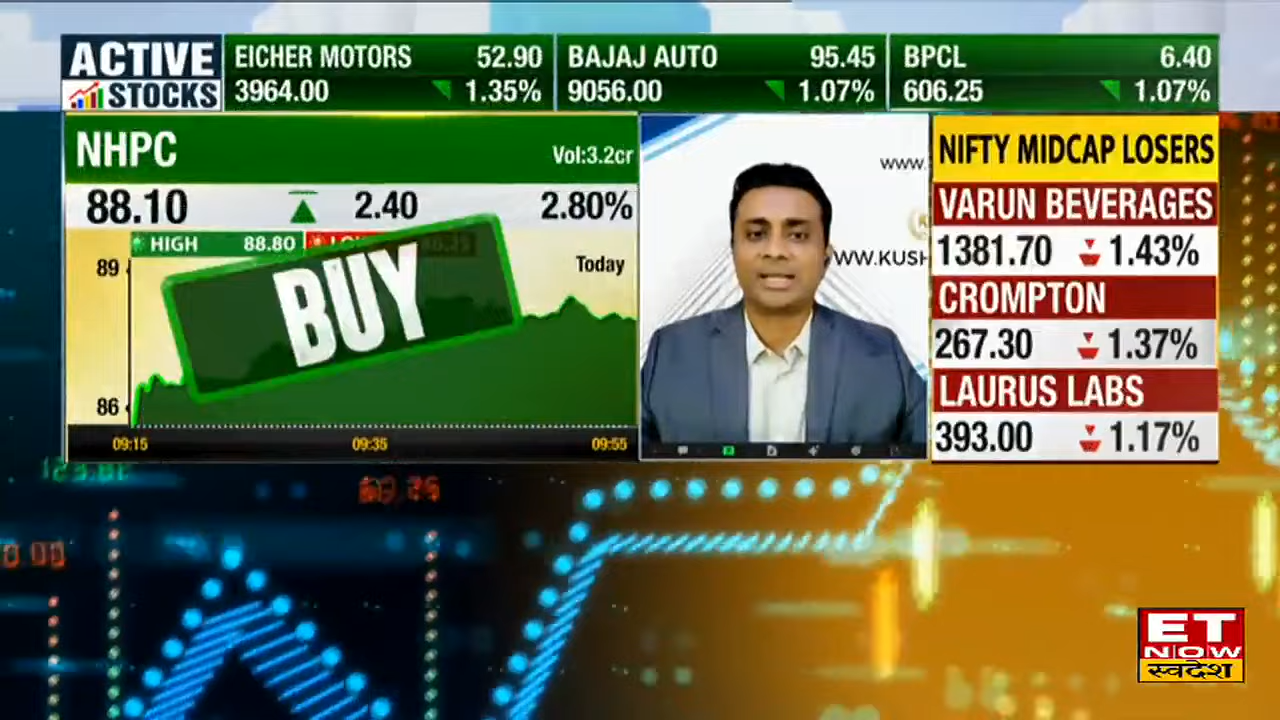 ACTIVE
STOCKS
EICHER MOTORS 52.90
3964.00 1.35%
BAJAJ AUTO 95.45
9056.00 1.07%
BPCL 6.40
606.25 1.07%
NHPC
Vol:3.2cr
88.10 2.40 2.80%
HIGH 88.80
89
Today
BUY
86
09:15 09:35 09:55
www.
WW.KUSH
NIFTY MIDCAP LOSERS
VARUN BEVERAGES
1381.70 1.43%
CROMPTON
267.30 1.37%
LAURUS LABS
393.00 1.17%
ET
NOW
स्वदेश